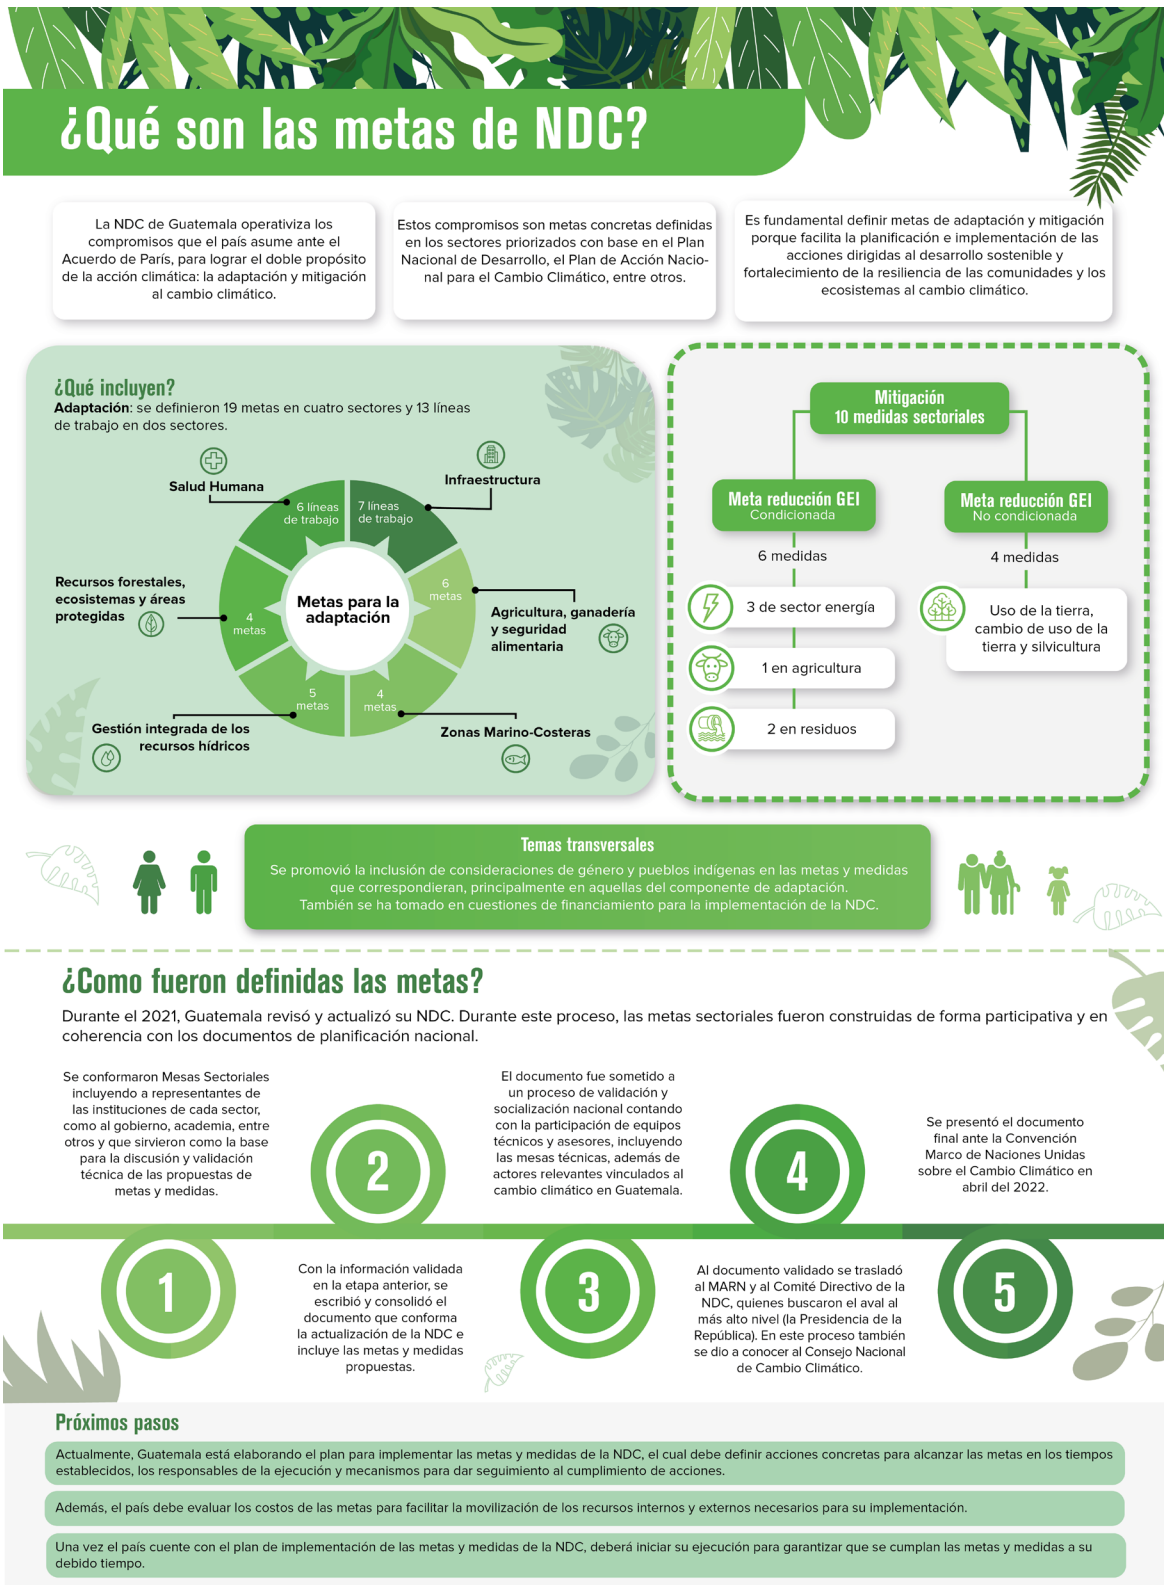 ¿Qué son las metas de NDC?
La NDC de Guatemala operativiza los
compromisos que el país asume ante el
Acuerdo de París, para lograr el doble propósito
de la acción climática: la adaptación y mitigación
al cambio climático.
Estos compromisos son metas concretas definidas
en los sectores priorizados con base en el Plan
Nacional de Desarrollo, el Plan de Acción Nacio-
nal para el Cambio Climático, entre otros.
Es fundamental definir metas de adaptación y mitigación
porque facilita la planificación e implementación de las
acciones dirigidas al desarrollo sostenible y
fortalecimiento de la resiliencia de las comunidades y los
ecosistemas al cambio climático.
¿Qué incluyen?
Adaptación: se definieron 19 metas en cuatro sectores y 13 líneas
de trabajo en dos sectores.
Salud Humana
Infraestructura
6 líneas
de trabajo
7 líneas
de trabajo
Recursos forestales,
ecosistemas y áreas
protegidas
4
metas
Metas para la
adaptación
6
metas
Agricultura, ganadería
y seguridad
alimentaria
5
metas
4
metas
Gestión integrada de los
recursos hídricos
Zonas Marino-Costeras
Mitigación
10 medidas sectoriales
Meta reducción GEI
Condicionada
6 medidas
3 de sector energía
1 en agricultura
2 en residuos
Meta reducción GEI
No condicionada
4 medidas
Uso de la tierra,
cambio de uso de la
tierra y silvicultura
Temas transversales
Se promovió la inclusión de consideraciones de género y pueblos indígenas en las metas y medidas
que correspondieran, principalmente en aquellas del componente de adaptación.
También se ha tomado en cuestiones de financiamiento para la implementación de la NDC.
¿Como fueron definidas las metas?
Durante el 2021, Guatemala revisó y actualizó su NDC. Durante este proceso, las metas sectoriales fueron construidas de forma participativa y en
coherencia con los documentos de planificación nacional.
Se conformaron Mesas Sectoriales
incluyendo a representantes de
las instituciones de cada sector,
como al gobierno, academia, entre
otros y que sirvieron como la base
para la discusión y validación
técnica de las propuestas de
metas y medidas.
1
2
Con la información validada
en la etapa anterior, se
escribió y consolidó el
documento que conforma
la actualización de la NDC e
incluye las metas y medidas
propuestas.
El documento fue sometido a
un proceso de validación y
socialización nacional contando
con la participación de equipos
técnicos y asesores, incluyendo
las mesas técnicas, además de
actores relevantes vinculados al
cambio climático en Guatemala.
3
4
Al documento validado se trasladó
al MARN y al Comité Directivo de la
NDC, quienes buscaron el aval al
más alto nivel (la Presidencia de la
República). En este proceso también
se dio a conocer al Consejo Nacional
de Cambio Climático.
Se presentó el documento
final ante la Convención
Marco de Naciones Unidas
sobre el Cambio Climático en
abril del 2022.
5
Próximos pasos
Actualmente, Guatemala está elaborando el plan para implementar las metas y medidas de la NDC, el cual debe definir acciones concretas para alcanzar las metas en los tiempos
establecidos, los responsables de la ejecución y mecanismos para dar seguimiento al cumplimiento de acciones.
Además, el país debe evaluar los costos de las metas para facilitar la movilización de los recursos internos y externos necesarios para su implementación.
Una vez el país cuente con el plan de implementación de las metas y medidas de la NDC, deberá iniciar su ejecución para garantizar que se cumplan las metas y medidas a su
debido tiempo.